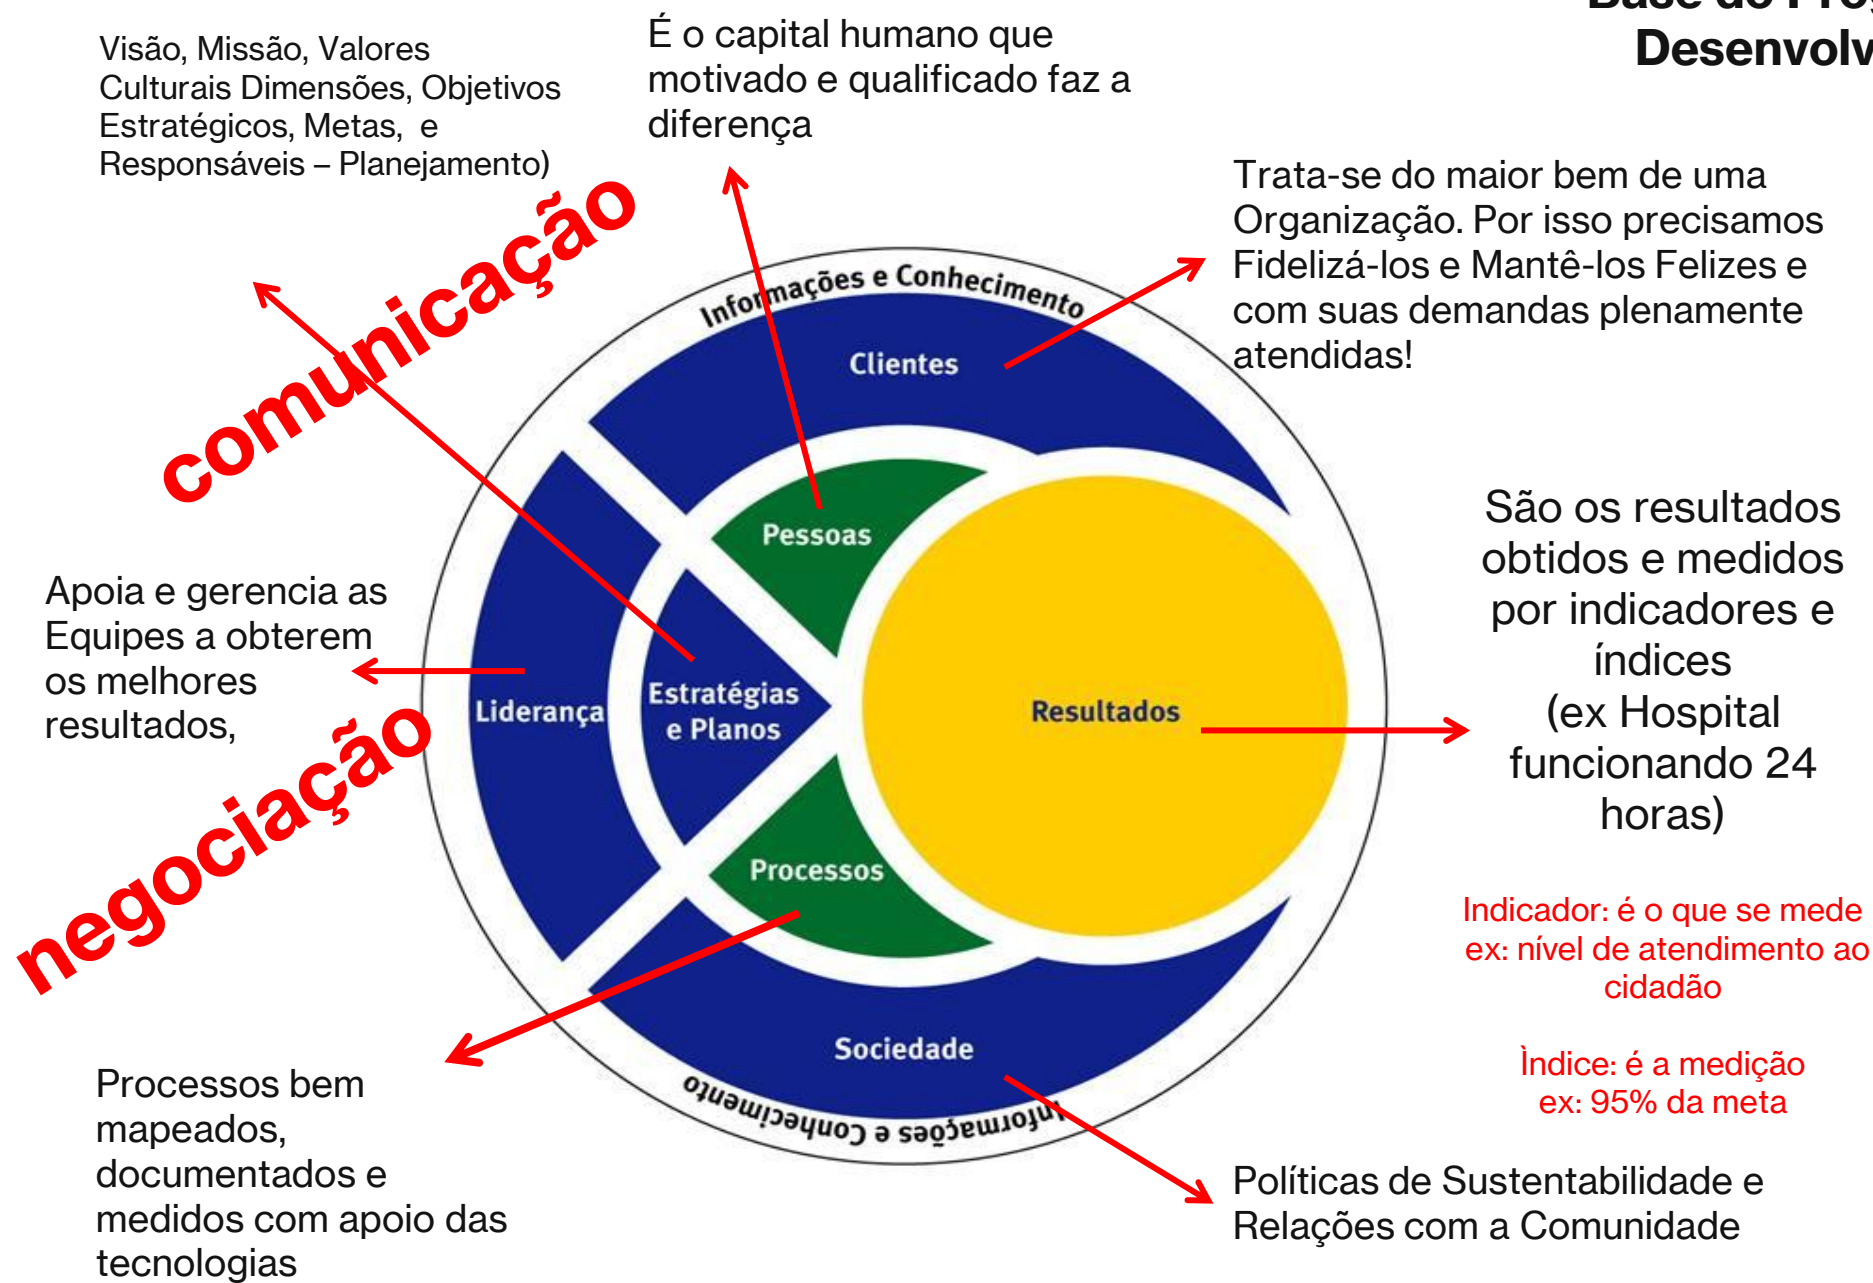 Desenvolv
Visão, Missão, Valores
Culturais Dimensões, Objetivos
Estratégicos, Metas,  e
Responsáveis – Planejamento)
É o capital humano que
motivado e qualificado faz a
diferença
Trata-se do maior bem de uma
Organização. Por isso precisamos
Fidelizá-los e Mantê-los Felizes e
com suas demandas plenamente
atendidas!
comunicação
Informações e Conhecimento
Clientes
Pessoas
São os resultados
obtidos e medidos
por indicadores e
índices
(ex Hospital
funcionando 24
horas)
Apoia e gerencia as
Equipes a obterem
os melhores
resultados,
Liderança
Estratégias
e Planos
Resultados
negociação
Processos
Indicador: é o que se mede
ex: nível de atendimento ao
cidadão
Ìndice: é a medição
ex: 95% da meta
Sociedade
Informações e Conhecimento
Processos bem
mapeados,
documentados e
medidos com apoio das
tecnologias
Políticas de Sustentabilidade e
Relações com a Comunidade